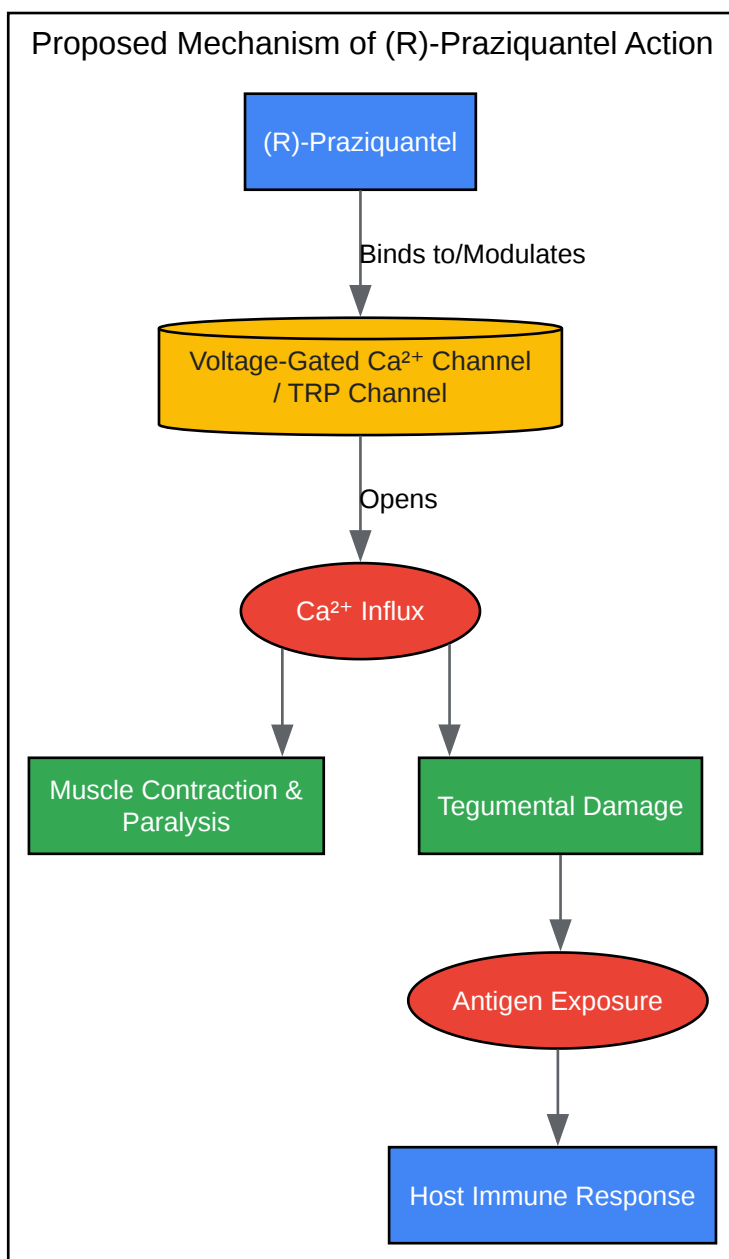 Proposed Mechanism of (R)-Praziquantel Action
(R)-Praziquantel
Binds to/Modulates
Voltage-Gated Ca²⁺ Channel
/ TRP Channel
Opens
Ca²⁺ Influx
Muscle Contraction &
Paralysis
Tegumental Damage
Antigen Exposure
Host Immune Response